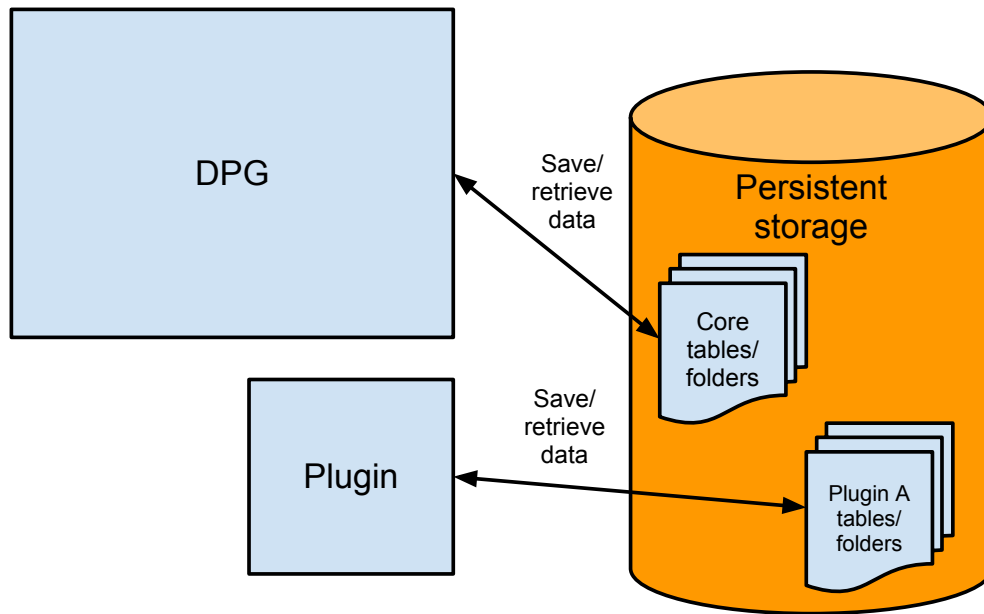 DPG
Save/
retrieve
data
Persistent
storage
Core
tables/
folders
Plugin
Save/
retrieve
data
Plugin A
tables/
folders